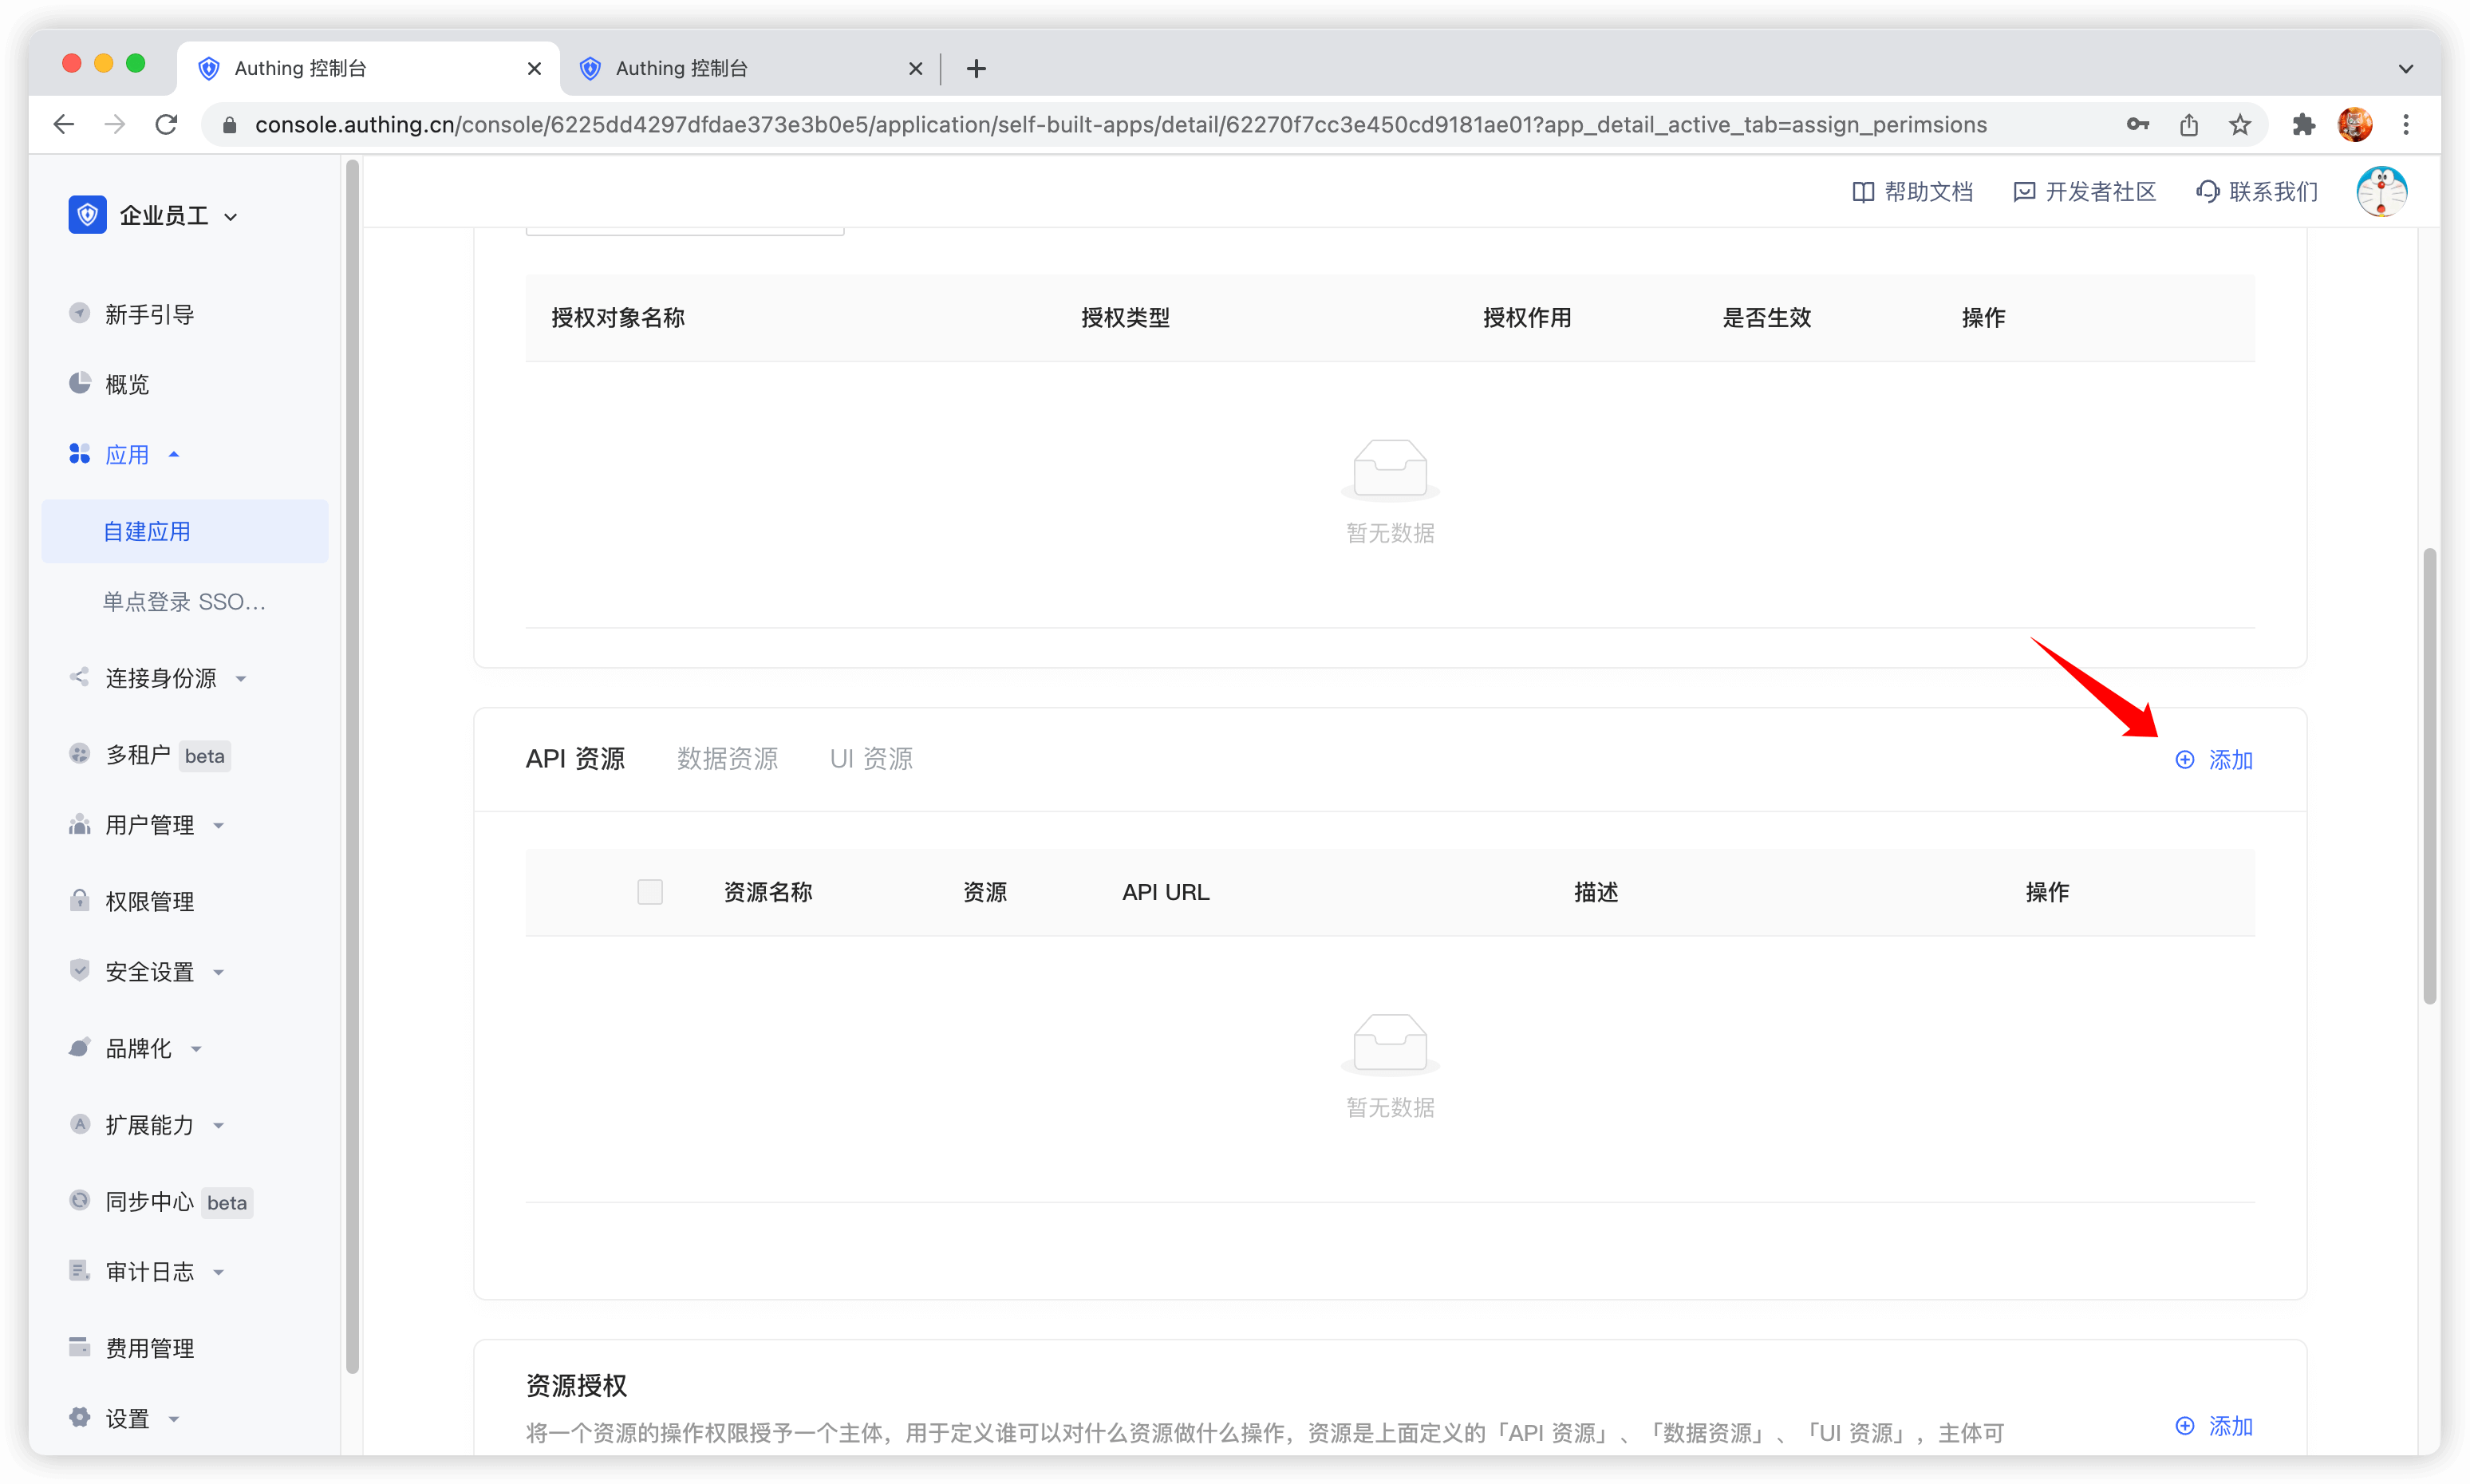 Authing 控制台
Authing 控制台
console.authing.cn/console/6225dd4297dfdae373e3b0e5/application/self-built-apps/detail/62270f7cc3e450cd9181ae01?app_detail_active_tab=assign_perimsions
企业员工
帮助文档
开发者社区
联系我们
新手引导
概览
应用
自建应用
单点登录 SSO...
连接身份源
多租户 beta
用户管理
权限管理
安全设置
品牌化
扩展能力
同步中心 beta
审计日志
费用管理
设置
授权对象名称 授权类型 授权作用 是否生效 操作
暂无数据
API 资源 数据资源 UI 资源 添加
资源名称 资源 API URL 描述 操作
暂无数据
资源授权
将一个资源的操作权限授予一个主体，用于定义谁可以对什么资源做什么操作，资源是上面定义的「API 资源」、「数据资源」、「UI 资源」，主体可
添加